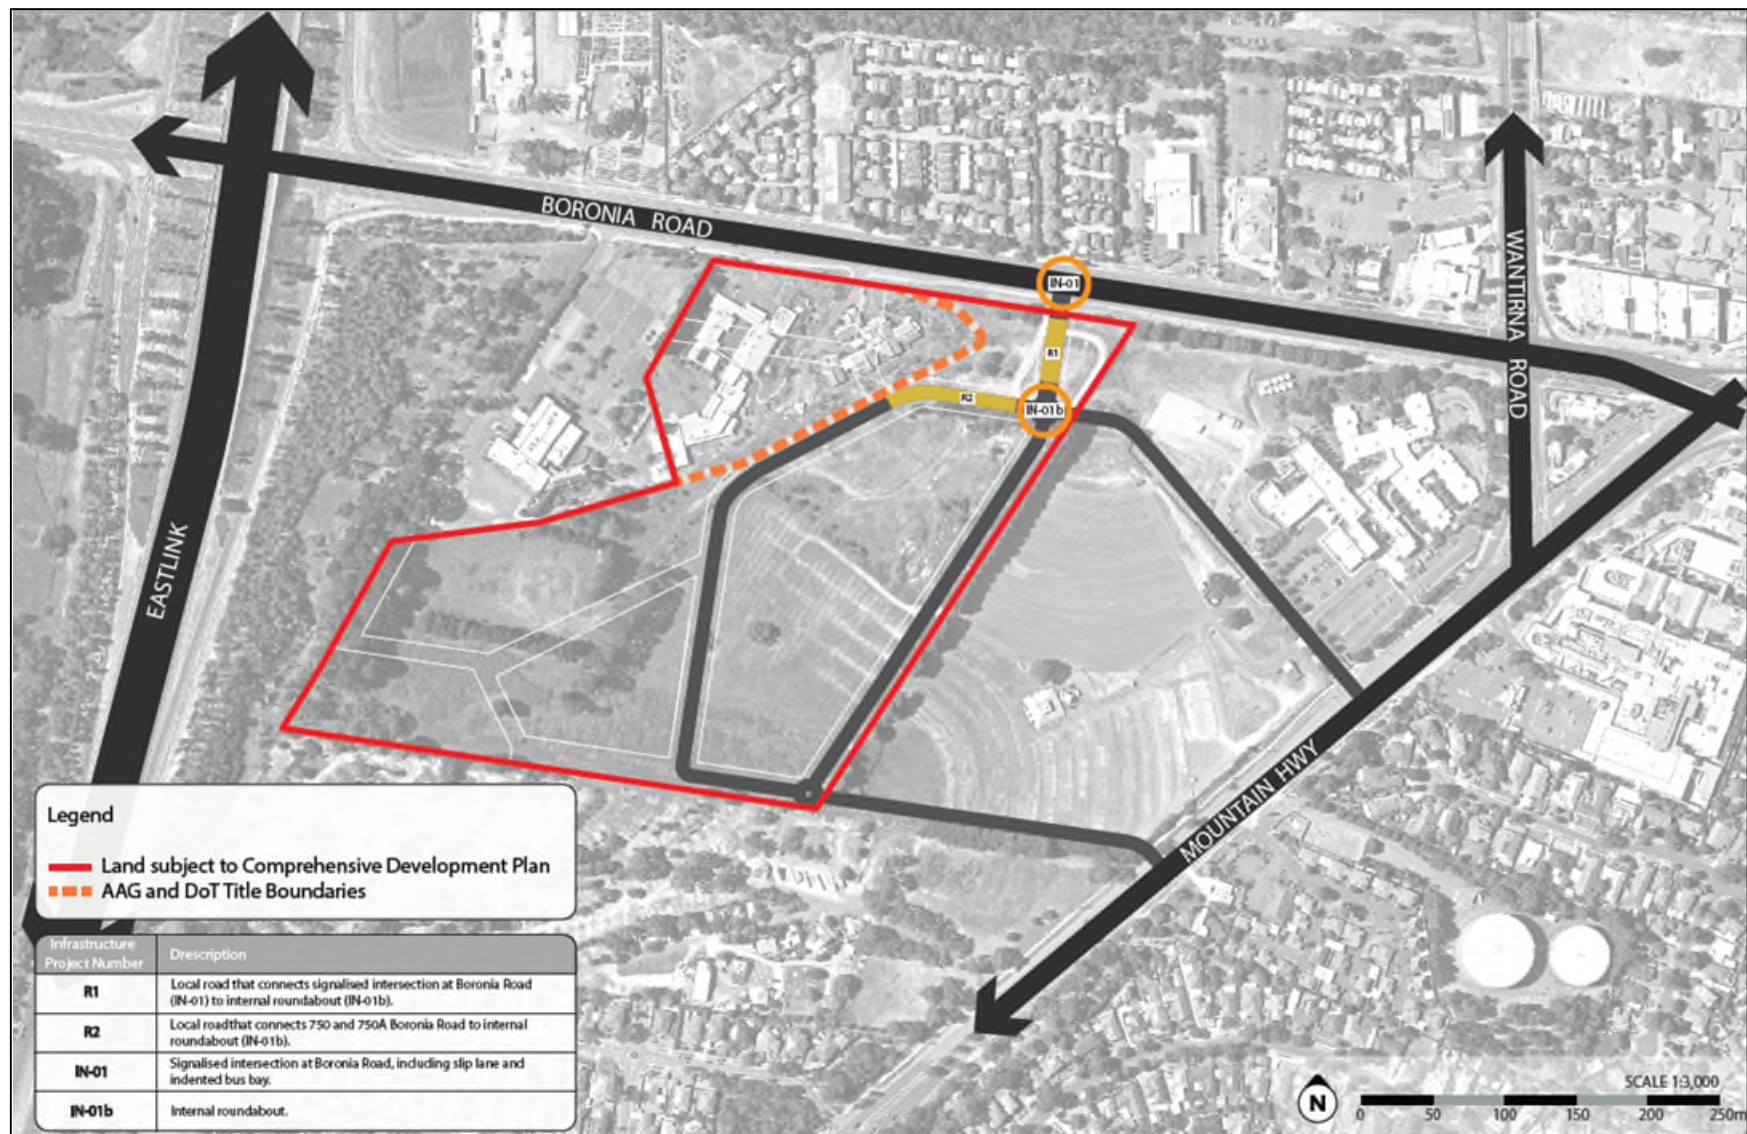 BORONIA ROAD
IN-01
WANTIRNA ROAD
R1
R2
IN-01b
EASTLINK
MOUNTAIN HWY
Legend
Land subject to Comprehensive Development Plan
AAG and DoT Title Boundaries
Infrastructure
Project Number
Drescription
R1
Local road that connects signalised intersection at Boronia Road
(IN-01) to internal roundabout (IN-01b).
R2
Local roadthat connects 750 and 750A Boronia Road to internal
roundabout (IN-01b).
IN-01
Signalised intersection at Boronia Road, including slip lane and
indented bus bay.
IN-01b
Internal roundabout.
N
SCALE 1:3,000
0 50 100 150 200 250m